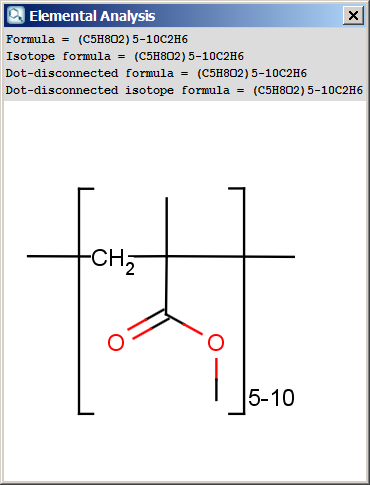 Elemental Analysis
Formula = (C5H8O2)5-10C2H6
Isotope formula = (C5H8O2)5-10C2H6
Dot-disconnected formula = (C5H8O2)5-10C2H6
Dot-disconnected isotope formula = (C5H8O2)5-10C2H6
CH2
O O
5-10